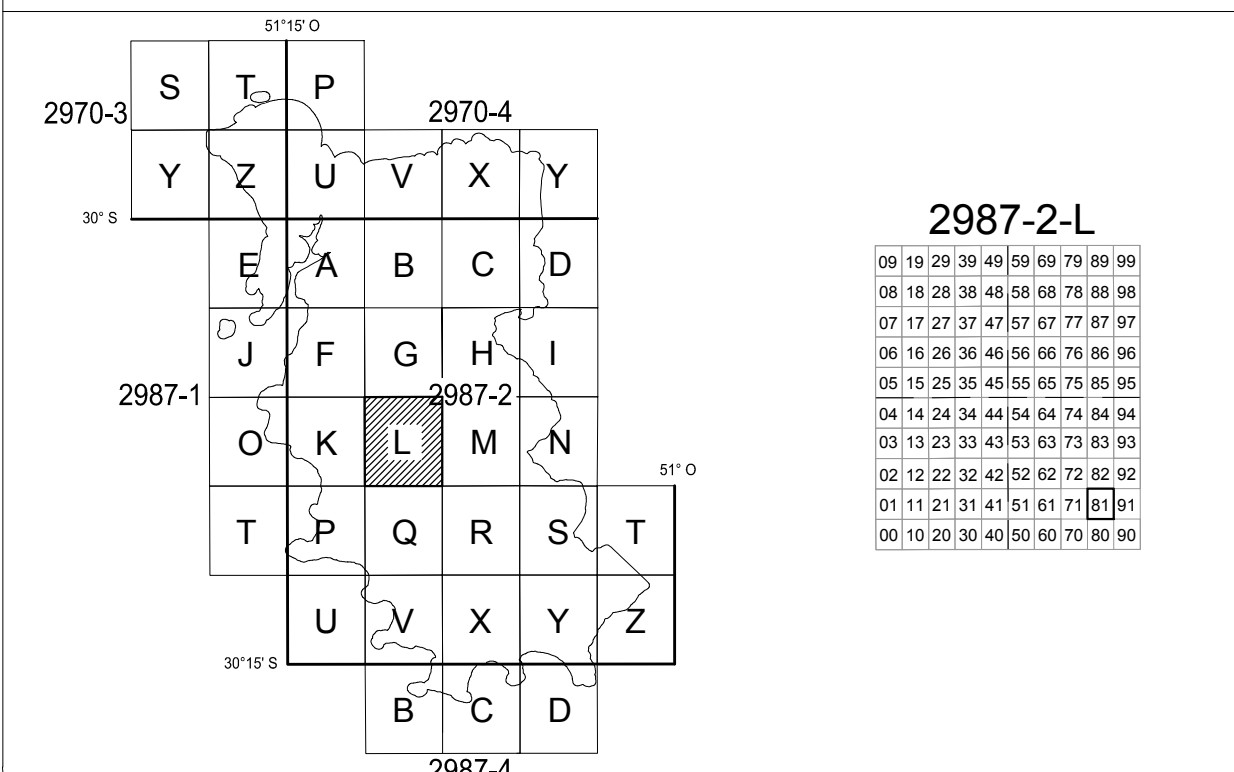 51°15' O
S T P
2970-3
2970-4
Y Z U V X Y
30° S
E A B C D
J F G H I
2987-1
2987-2
O K L M N
51° O
T P Q R S T
U V X Y Z
30°15' S
B C D
2987-4
2987-2-L
09 19 29 39 49 59 69 79 89 99
08 18 28 38 48 58 68 78 88 98
07 17 27 37 47 57 67 77 87 97
06 16 26 36 46 56 66 76 86 96
05 15 25 35 45 55 65 75 85 95
04 14 24 34 44 54 64 74 84 94
03 13 23 33 43 53 63 73 83 93
02 12 22 32 42 52 62 72 82 92
01 11 21 31 41 51 61 71 81 91
00 10 20 30 40 50 60 70 80 90